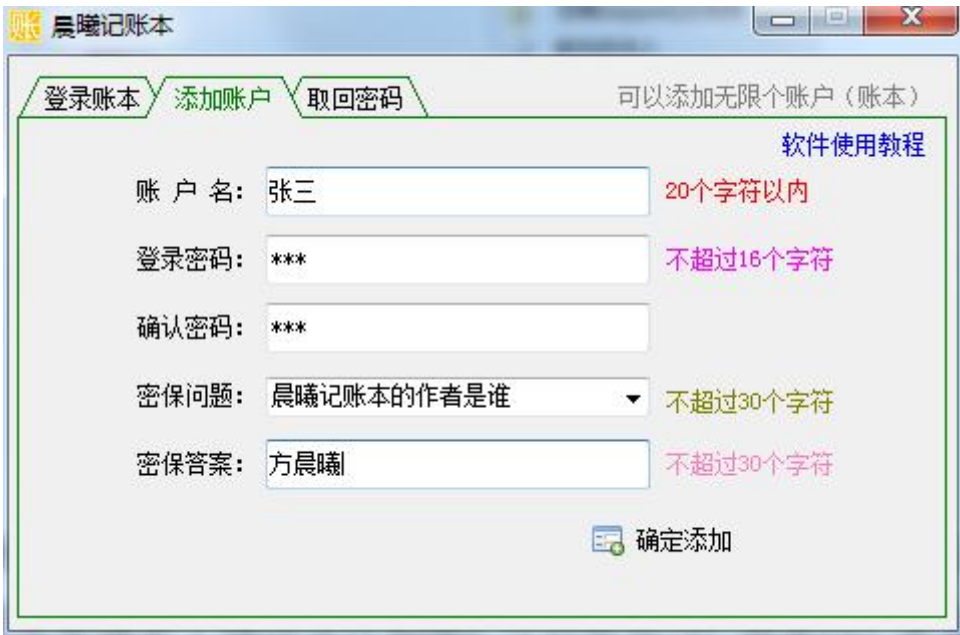 账 晨曦记账本
登录账本 添加账户 取回密码 可以添加无限个账户（账本）
软件使用教程
账 户 名： 张三 20个字符以内
登录密码： *** 不超过16个字符
确认密码： ***
密保问题： 晨曦记账本的作者是谁 不超过30个字符
密保答案： 方晨曦 不超过30个字符
确定添加